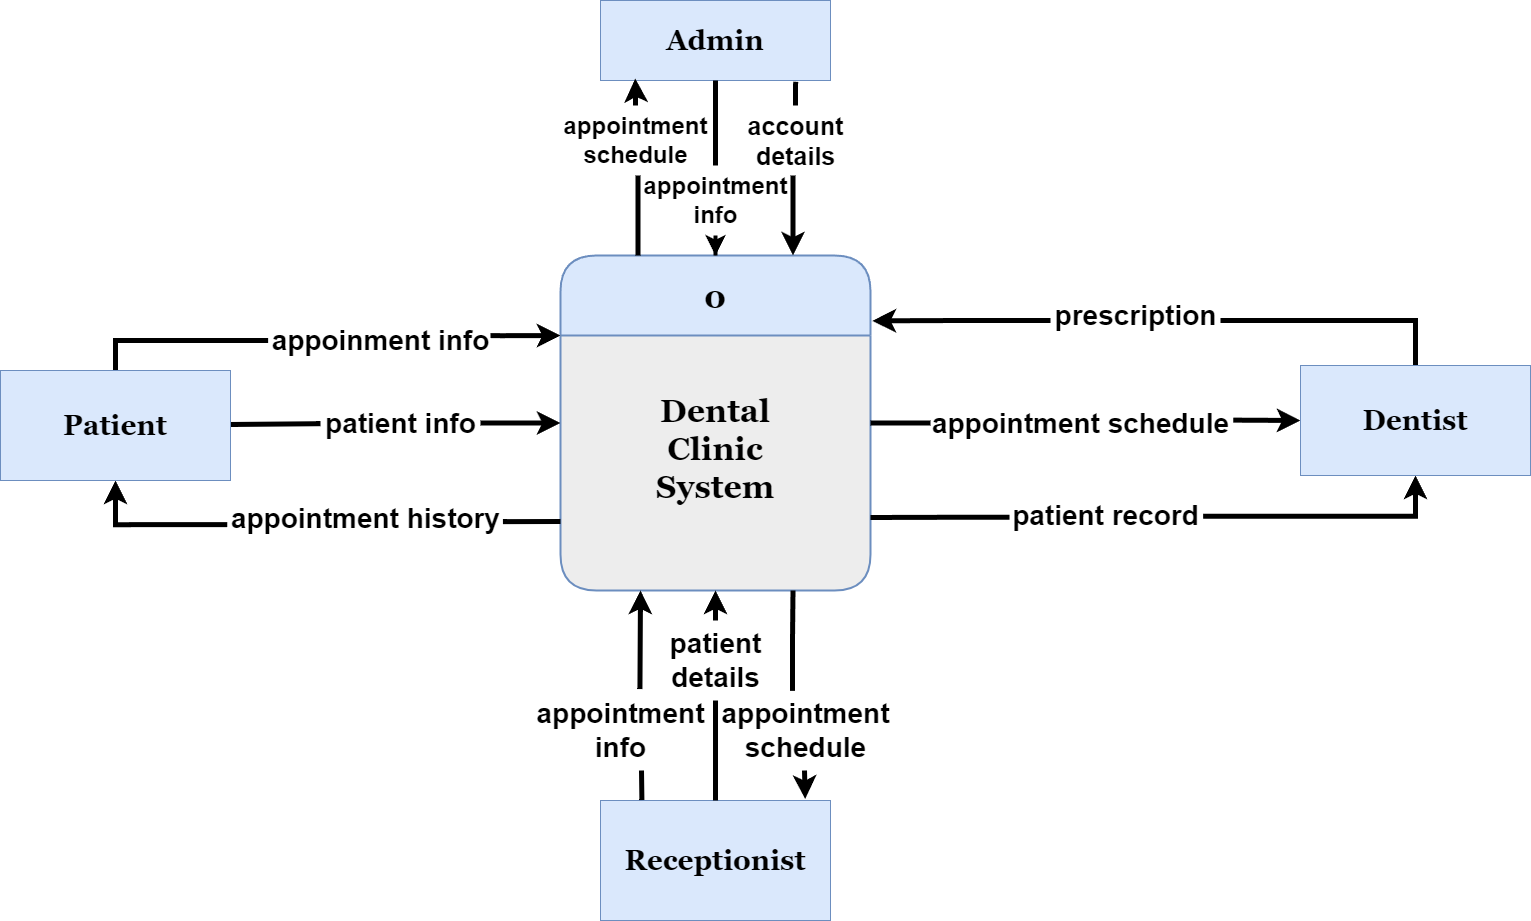 Admin
appointment
schedule
account
details
appointment
info
0
prescription
appoinment info
Patient
patient info
Dental
Clinic
System
appointment schedule
Dentist
appointment history
patient record
patient
details
appointment
info
appointment
schedule
Receptionist